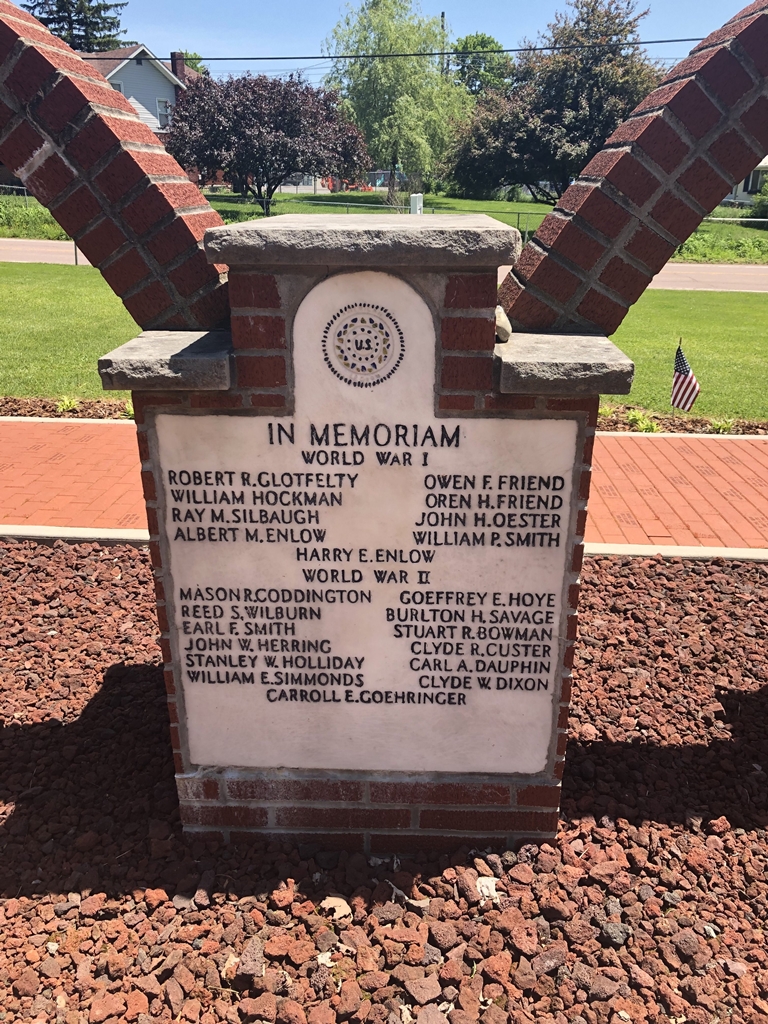 U.S.
IN MEMORIAM
WORLD WAR I
ROBERT R. GLOTFELTY OWEN F. FRIEND
WILLIAM HOCKMAN OREN H. FRIEND
RAY M. SILBAUGH JOHN H. OESTER
ALBERT M. ENLOW WILLIAM P. SMITH
HARRY E. ENLOW
WORLD WAR II
MASON R. CODDINGTON GOEFFREY E. HOYE
REED S. WILBURN BURLTON H. SAVAGE
EARL F. SMITH STUART R. BOWMAN
JOHN W. HERRING CLYDE R. CUSTER
STANLEY W. HOLLIDAY CARL A. DAUPHIN
WILLIAM E. SIMMONDS CLYDE W. DIXON
CARROLL E. GOEHRINGER